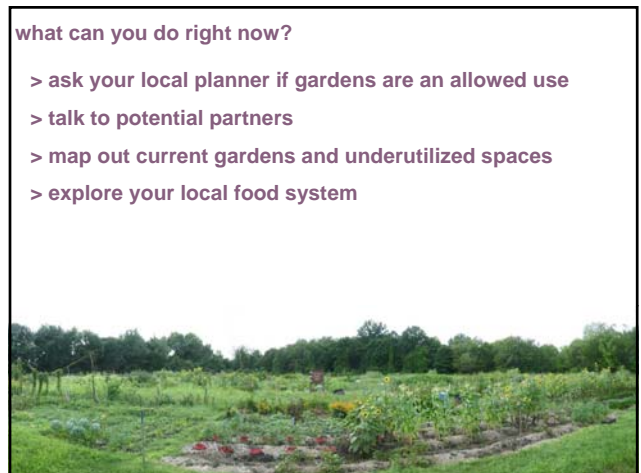 what can you do right now?
> ask your local planner if gardens are an allowed use
> talk to potential partners
> map out current gardens and underutilized spaces
> explore your local food system